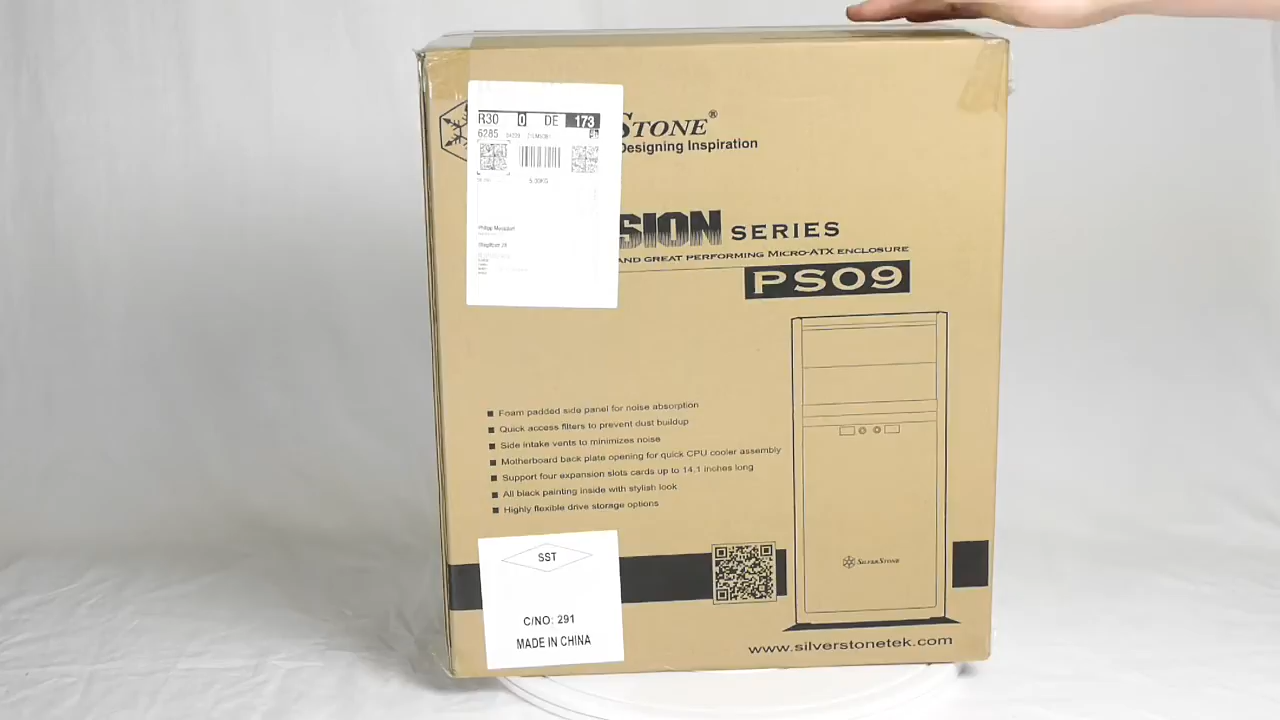 R30 0 DE 173
6285
5.00KG
STONE®
Designing Inspiration
SION SERIES
AND GREAT PERFORMING MICRO-ATX ENCLOSURE
PS09
Foam padded side panel for noise absorption
Quick access filters to prevent dust buildup
Side intake vents to minimizes noise
Motherboard back plate opening for quick CPU cooler assembly
Support four expansion slots cards up to 14.1 inches long
All black painting inside with stylish look
Highly flexible drive storage options
SILVERSTONE
SST
C/NO: 291
MADE IN CHINA
www.silverstonetek.com